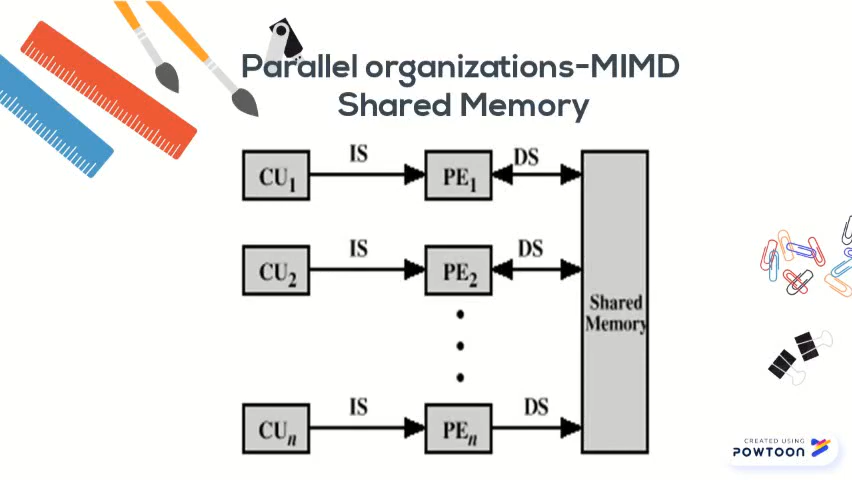 Parallel organizations-MIMD
Shared Memory
CU1 IS PE1 DS
CU2 IS PE2 DS
Shared
Memory
CUn IS PEn DS
CREATED USING
POWTOON